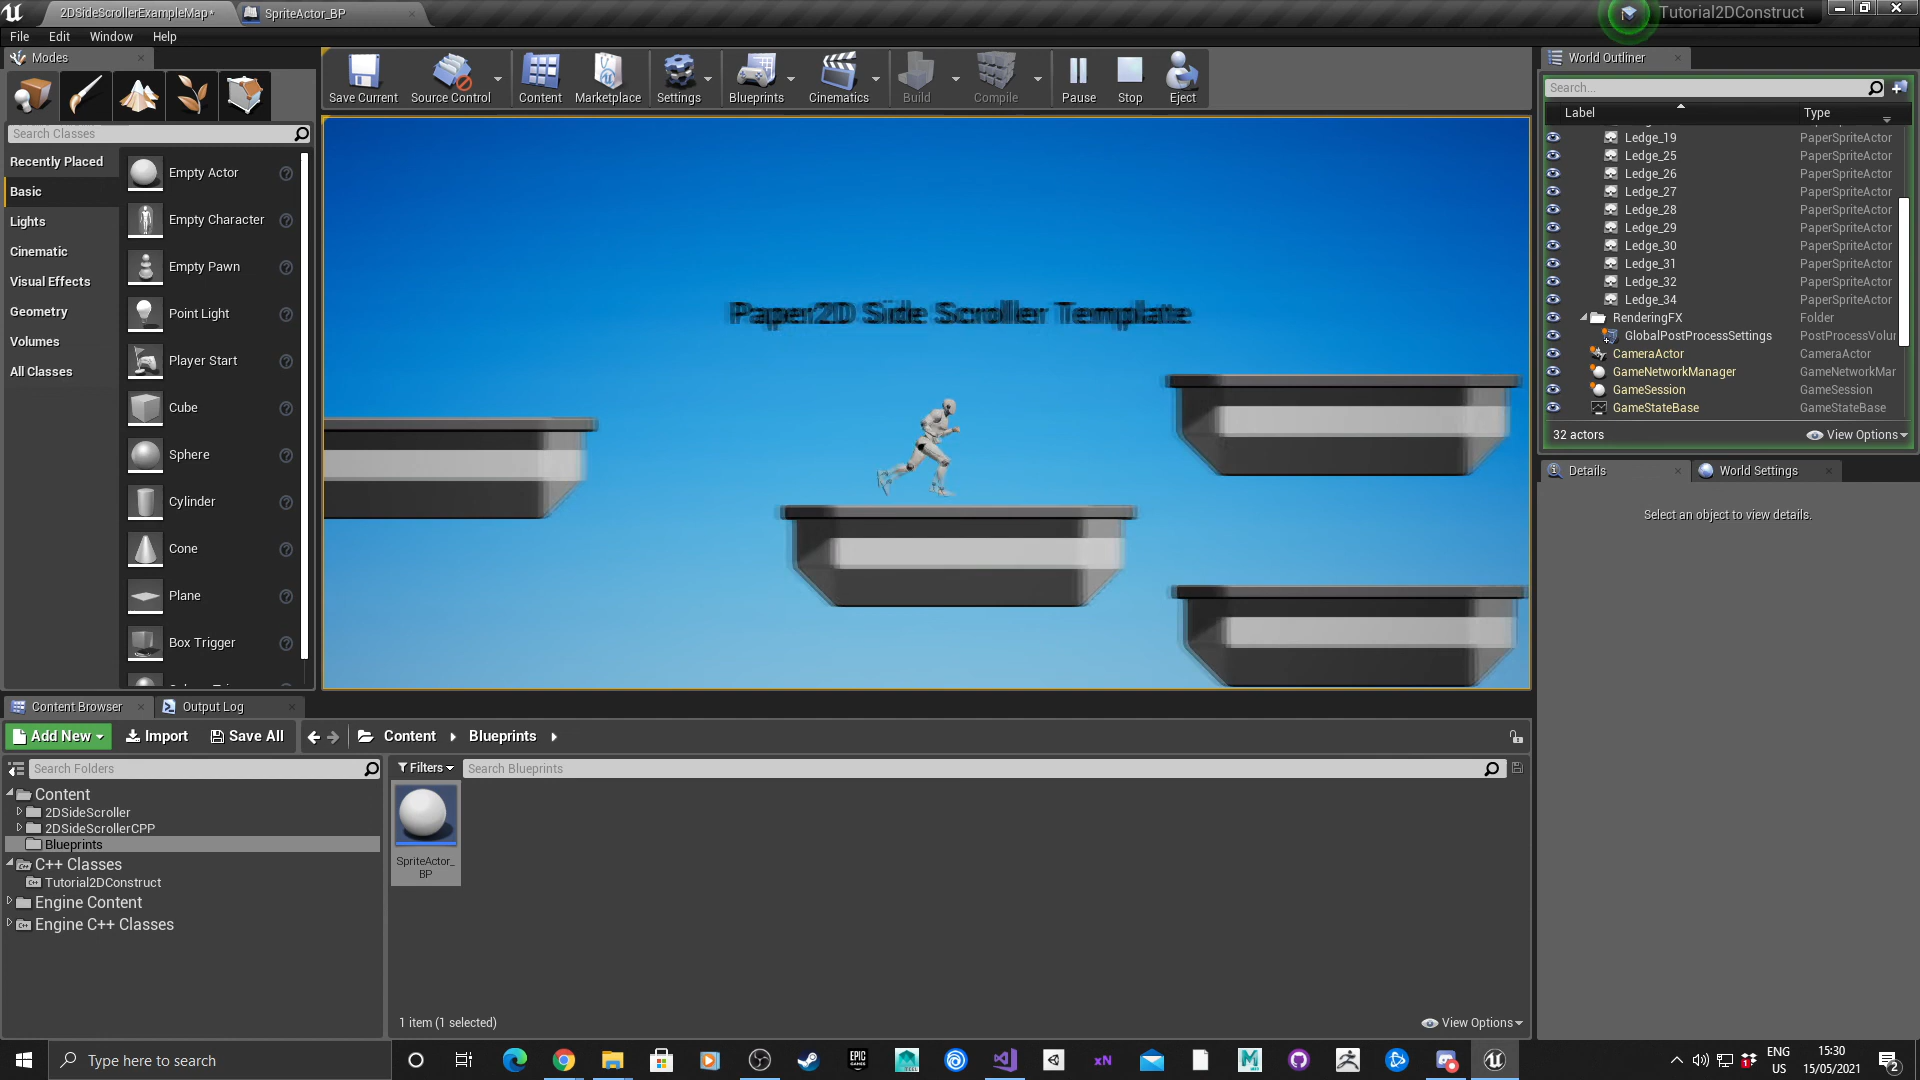 2DSideScrollerExampleMap*
SpriteActor_BP
Tutorial2DConstruct
File Edit Window Help
Modes
Search Classes
Recently Placed
Basic
Lights
Cinematic
Visual Effects
Geometry
Volumes
All Classes
Empty Actor
Empty Character
Empty Pawn
Point Light
Player Start
Cube
Sphere
Cylinder
Cone
Plane
Box Trigger
Save Current Source Control Content Marketplace Settings Blueprints Cinematics Build Compile Pause Stop Eject
Paper2D Side Scroller Template
World Outliner
Search...
Label Type
Ledge_19 PaperSpriteActor
Ledge_25 PaperSpriteActor
Ledge_26 PaperSpriteActor
Ledge_27 PaperSpriteActor
Ledge_28 PaperSpriteActor
Ledge_29 PaperSpriteActor
Ledge_30 PaperSpriteActor
Ledge_31 PaperSpriteActor
Ledge_32 PaperSpriteActor
Ledge_34 PaperSpriteActor
RenderingFX Folder
GlobalPostProcessSettings PostProcessVolur
CameraActor CameraActor
GameNetworkManager GameNetworkMar
GameSession GameSession
GameStateBase GameStateBase
32 actors
View Options
Details
World Settings
Select an object to view details.
Content Browser
Output Log
Add New
Import
Save All
Content
Blueprints
Search Folders
Filters
Search Blueprints
Content
2DSideScroller
2DSideScrollerCPP
Blueprints
C++ Classes
Tutorial2DConstruct
Engine Content
Engine C++ Classes
SpriteActor_
BP
1 item (1 selected)
View Options
Type here to search
EPIC
GAMES
xN
ENG
US
15:30
15/05/2021
2